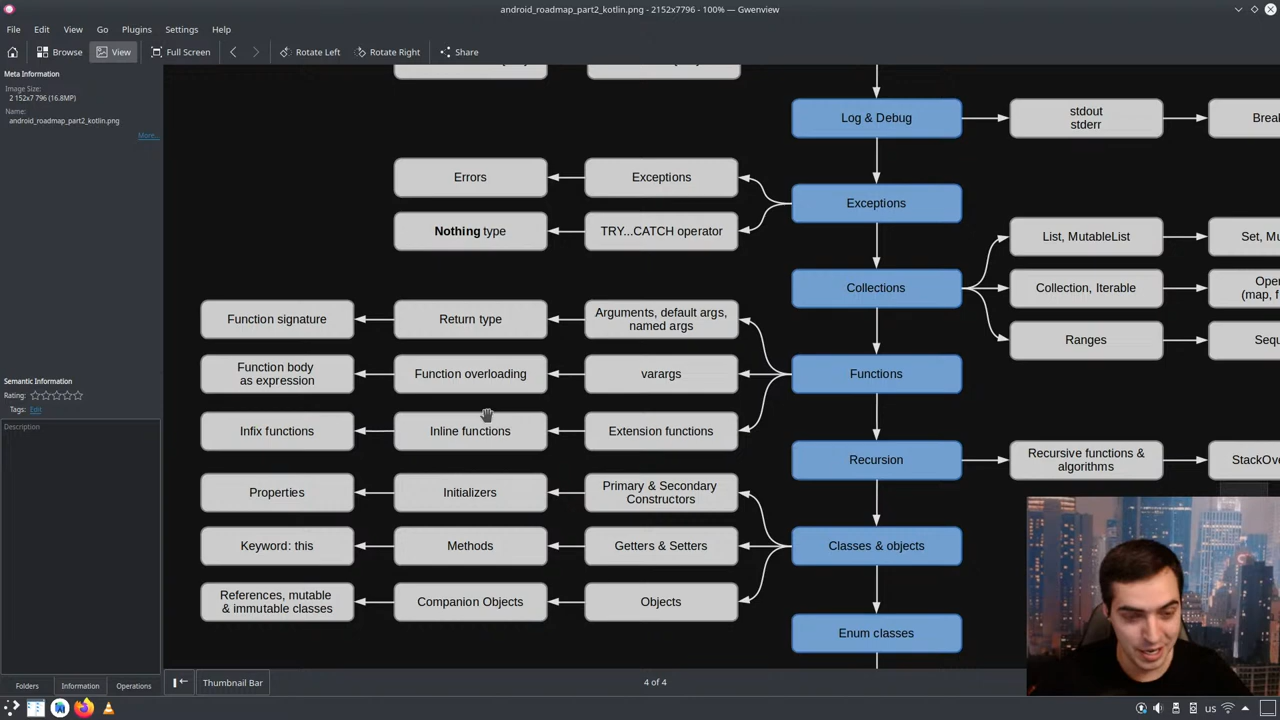 android_roadmap_part2_kotlin.png - 2152x7796 - 100% — Gwenview
File Edit View Go Plugins Settings Help
Browse View Full Screen Rotate Left Rotate Right Share
Meta Information
Image Size:
2 152x7 796 (16.8MP)
Name:
android_roadmap_part2_kotlin.png
More...
Log & Debug
stdout
stderr
Errors
Exceptions
Exceptions
Nothing type
TRY...CATCH operator
List, MutableList
Collections
Collection, Iterable
Ranges
Function signature
Return type
Arguments, default args,
named args
Function body
as expression
Function overloading
varargs
Functions
Infix functions
Inline functions
Extension functions
Recursion
Recursive functions &
algorithms
Properties
Initializers
Primary & Secondary
Constructors
Keyword: this
Methods
Getters & Setters
Classes & objects
References, mutable
& immutable classes
Companion Objects
Objects
Enum classes
Semantic Information
Rating:
Tags: Edit
Description
Folders Information Operations
Thumbnail Bar
4 of 4
us